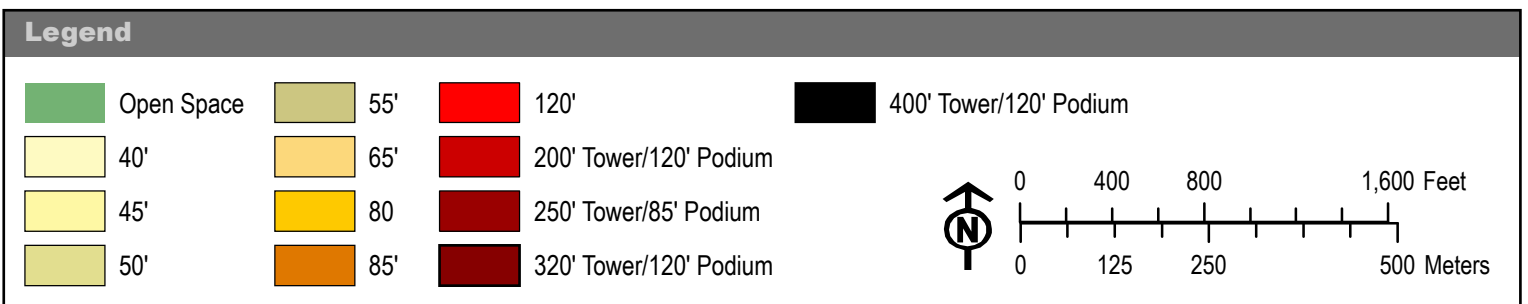 Legend
Open Space
40'
45'
50'
55'
65'
80
85'
120'
200' Tower/120' Podium
250' Tower/85' Podium
320' Tower/120' Podium
400' Tower/120' Podium
N
0 400 800 1,600 Feet
0 125 250 500 Meters